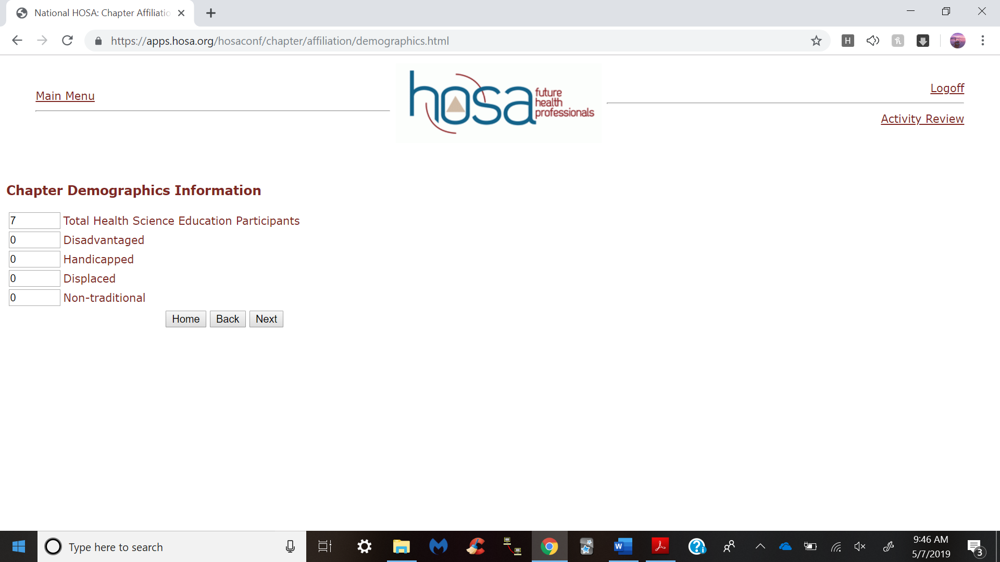 National HOSA: Chapter Affiliatio
https://apps.hosa.org/hosaconf/chapter/affiliation/demographics.html
H
h
Main Menu
hosa
future
health
professionals
Logoff
Activity Review
Chapter Demographics Information
7 Total Health Science Education Participants
0 Disadvantaged
0 Handicapped
0 Displaced
0 Non-traditional
Home Back Next
Type here to search
W
?
i
9:46 AM
5/7/2019
3